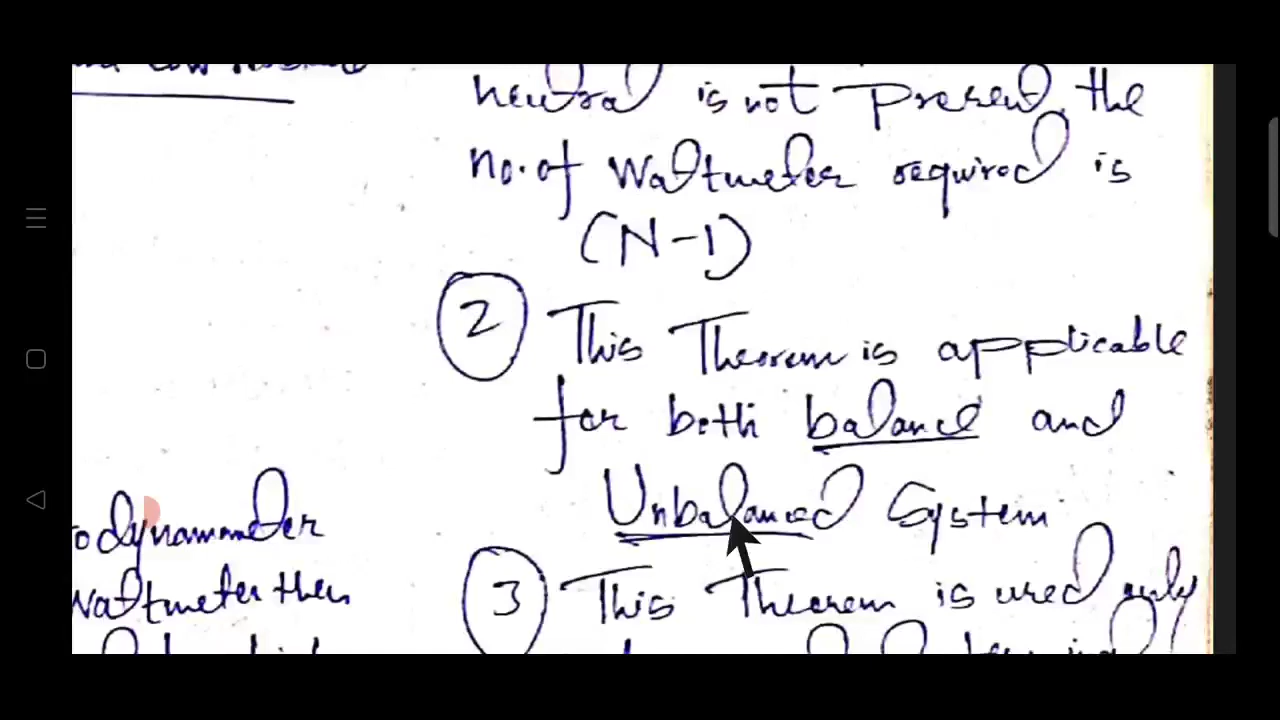 neutral is not Present, the
No. of Wattmeter required is
(N-1)
2 This Theorem is applicable
for both balance and
Unbalanced System
3 This Theorem is used only
odynamometer
wattmeter then